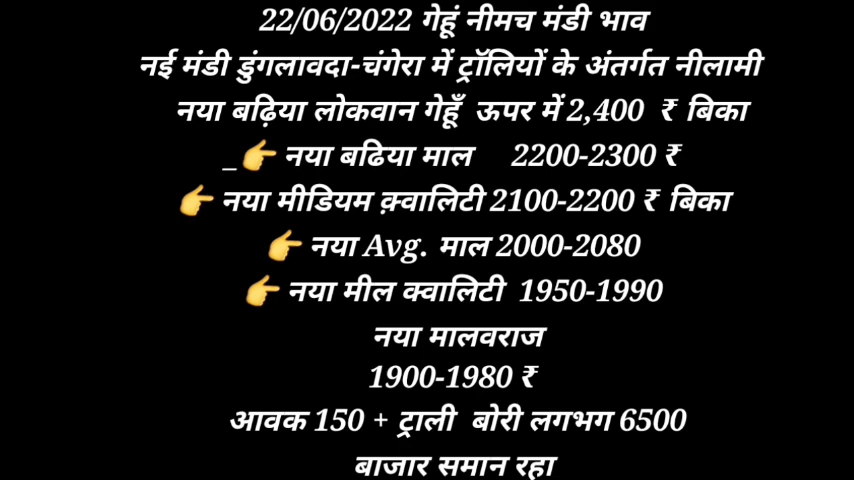 22/06/2022 गेहूं नीमच मंडी भाव
नई मंडी डुंगलावदा-चंगेरा में ट्रॉलियों के अंतर्गत नीलामी
नया बढ़िया लोकवान गेहूँ ऊपर में 2,400 ₹ बिका
_👉 नया बढिया माल 2200-2300 ₹
👉 नया मीडियम क़्वालिटी 2100-2200 ₹ बिका
👉 नया Avg. माल 2000-2080
👉 नया मील क्वालिटी 1950-1990
नया मालवराज
1900-1980 ₹
आवक 150 + ट्राली बोरी लगभग 6500
बाजार समान रहा